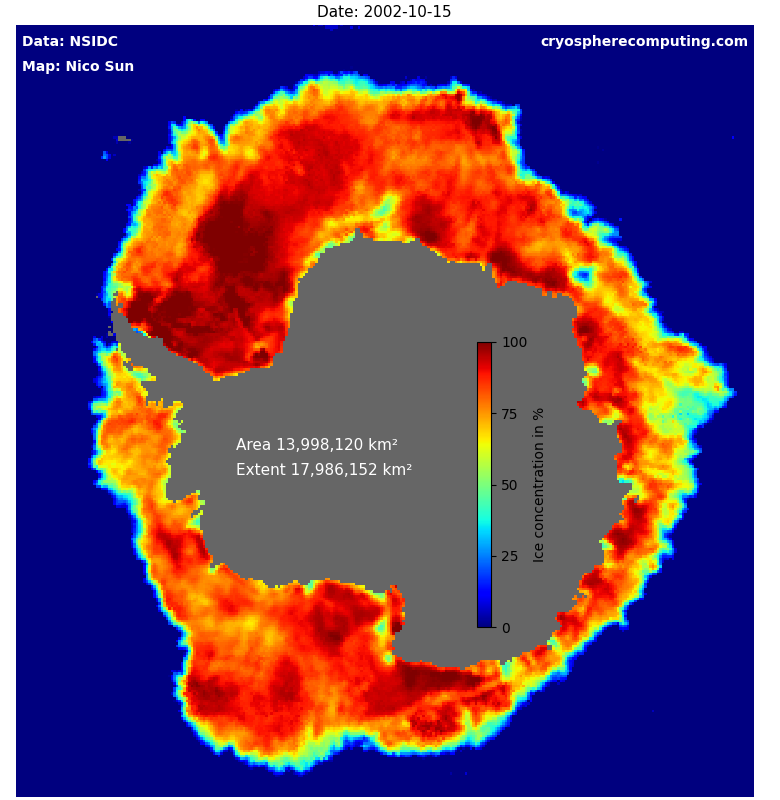 Date: 2002-10-15
Data: NSIDC
cryospherecomputing.com
Map: Nico Sun
100
75
50
25
0
Ice concentration in %
Area 13,998,120 km²
Extent 17,986,152 km²